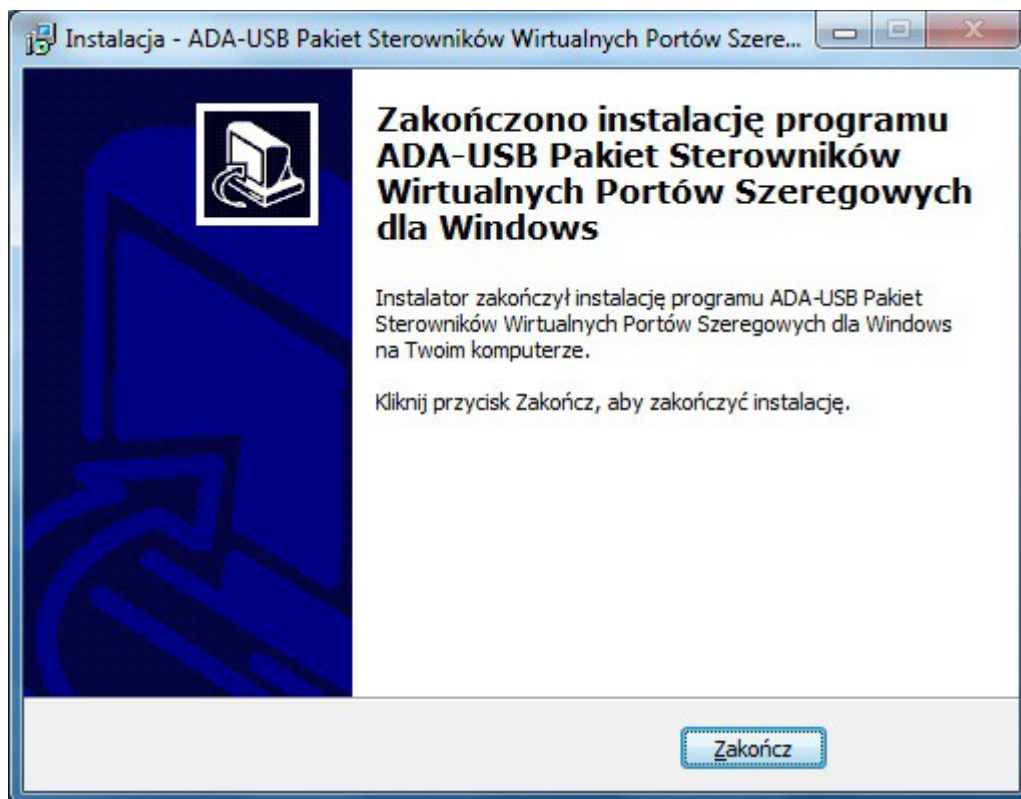 Instalacja - ADA-USB Pakiet Sterowników Wirtualnych Portów Szere...
Zakończono instalację programu
ADA-USB Pakiet Sterowników
Wirtualnych Portów Szeregowych
dla Windows
Instalator zakończył instalację programu ADA-USB Pakiet
Sterowników Wirtualnych Portów Szeregowych dla Windows
na Twoim komputerze.
Kliknij przycisk Zakończ, aby zakończyć instalację.
Zakończ